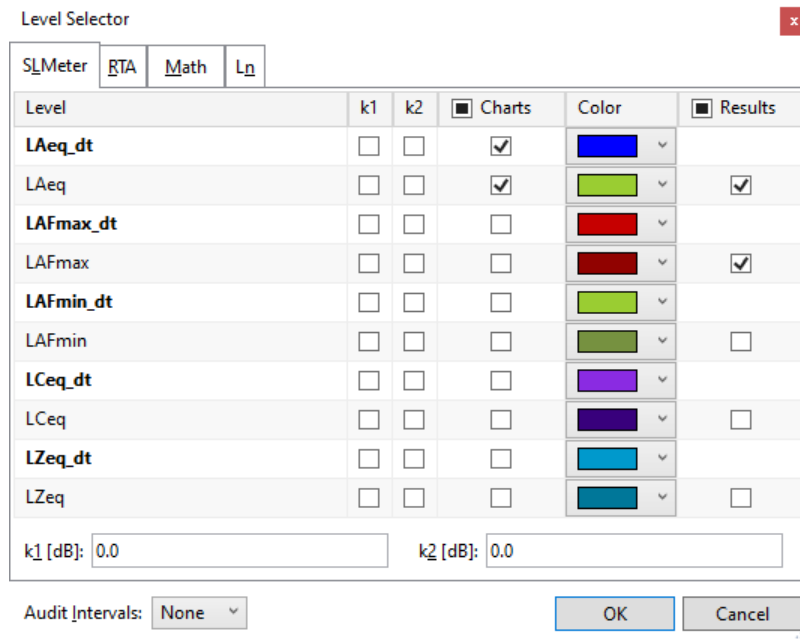 Level Selector
x
SLMeter RTA Math Ln
Level k1 k2 Charts Color Results
LAeq_dt
LAeq
LAFmax_dt
LAFmax
LAFmin_dt
LAFmin
LCeq_dt
LCeq
LZeq_dt
LZeq
k1 [dB]: 0.0 k2 [dB]: 0.0
Audit Intervals: None OK Cancel